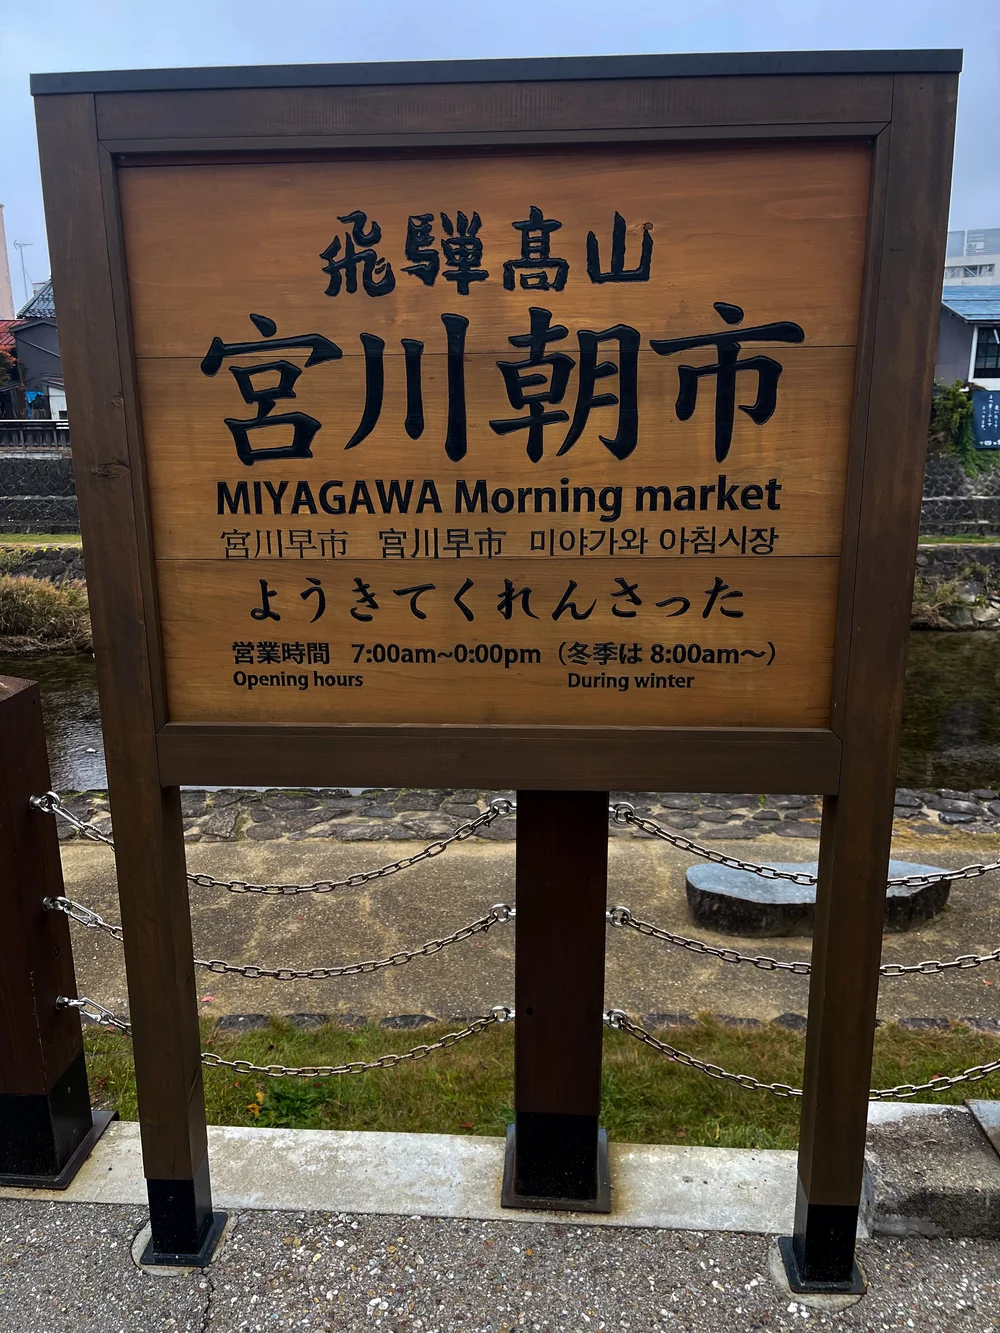 飛騨髙山
宮川朝市
MIYAGAWA Morning market
宮川早市 宮川早市 미야가와 아침시장
ようきてくれんさった
営業時間 7:00am~0:00pm（冬季は 8:00am～）
Opening hours During winter